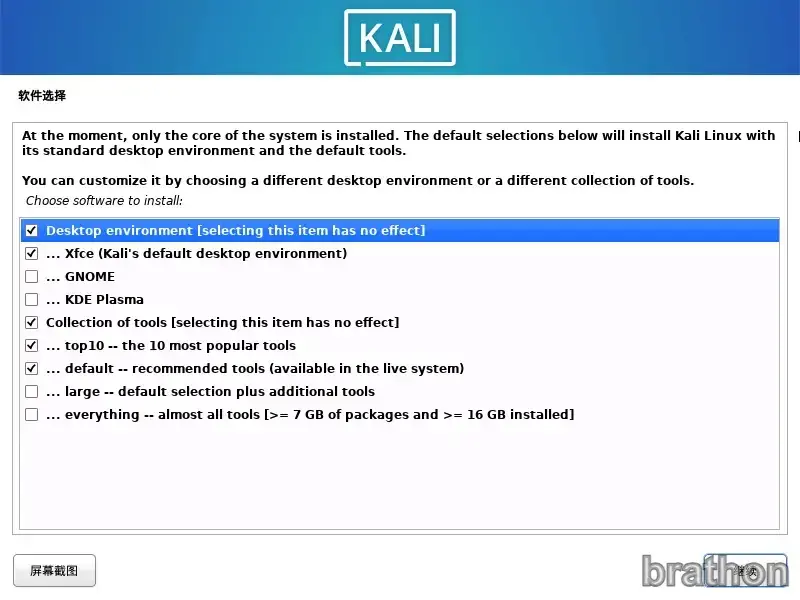 KALI
软件选择
At the moment, only the core of the system is installed. The default selections below will install Kali Linux with
its standard desktop environment and the default tools.
You can customize it by choosing a different desktop environment or a different collection of tools.
Choose software to install:
Desktop environment [selecting this item has no effect]
... Xfce (Kali's default desktop environment)
... GNOME
... KDE Plasma
Collection of tools [selecting this item has no effect]
... top10 -- the 10 most popular tools
... default -- recommended tools (available in the live system)
... large -- default selection plus additional tools
... everything -- almost all tools [>= 7 GB of packages and >= 16 GB installed]
屏幕截图
brathon